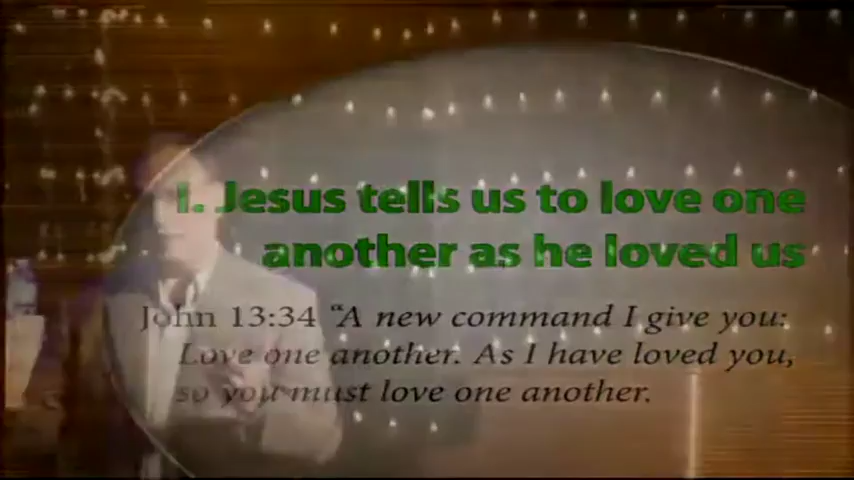 1. Jesus tells us to love one
another as he loved us
John 13:34 “A new command I give you:
Love one another. As I have loved you,
so you must love one another.